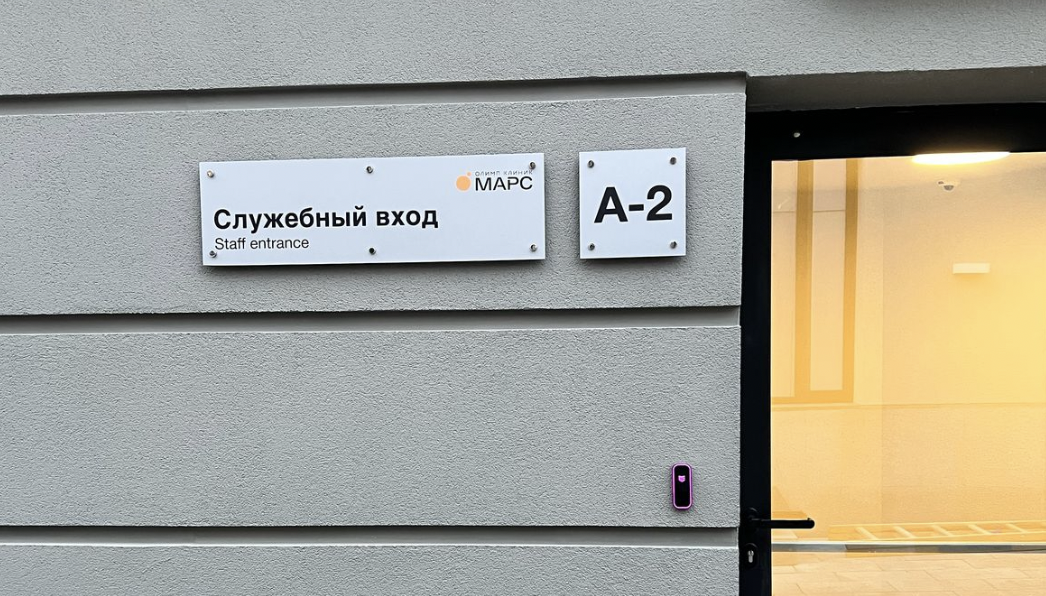 ОЛИМП КЛИНИК
МАРС
Служебный вход
Staff entrance
А-2